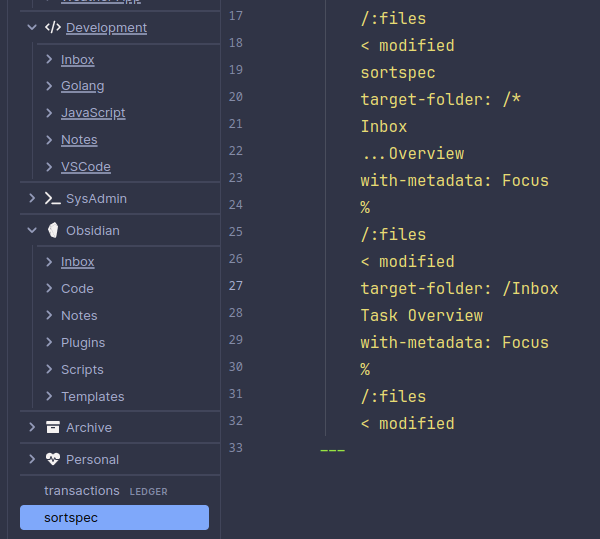 Development
Inbox
Golang
JavaScript
Notes
VSCode
SysAdmin
Obsidian
Inbox
Code
Notes
Plugins
Scripts
Templates
Archive
Personal
transactions LEDGER
sortspec
17 /:files
18 < modified
19 sortspec
20 target-folder: /*
21 Inbox
22 ...Overview
23 with-metadata: Focus
24 %
25 /:files
26 < modified
27 target-folder: /Inbox
28 Task Overview
29 with-metadata: Focus
30 %
31 /:files
32 < modified
33 ---